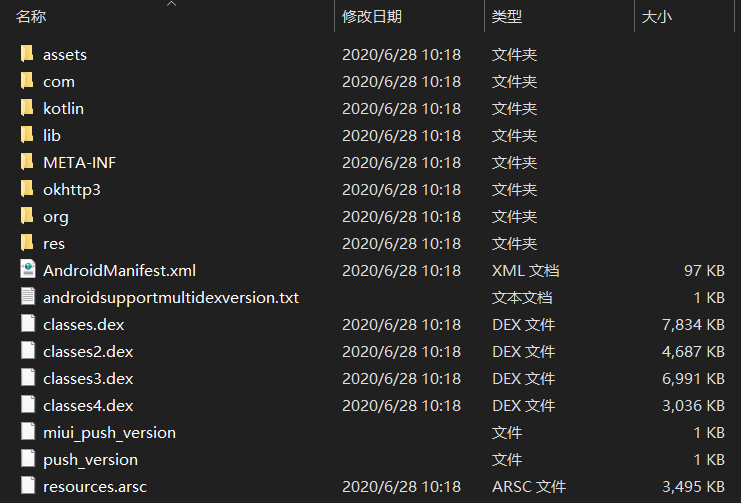 名称 修改日期 类型 大小
assets 2020/6/28 10:18 文件夹
com 2020/6/28 10:18 文件夹
kotlin 2020/6/28 10:18 文件夹
lib 2020/6/28 10:18 文件夹
META-INF 2020/6/28 10:18 文件夹
okhttp3 2020/6/28 10:18 文件夹
org 2020/6/28 10:18 文件夹
res 2020/6/28 10:18 文件夹
AndroidManifest.xml 2020/6/28 10:18 XML 文档 97 KB
androidsupportmultidexversion.txt 文本文档 1 KB
classes.dex 2020/6/28 10:18 DEX 文件 7,834 KB
classes2.dex 2020/6/28 10:18 DEX 文件 4,687 KB
classes3.dex 2020/6/28 10:18 DEX 文件 6,991 KB
classes4.dex 2020/6/28 10:18 DEX 文件 3,036 KB
miui_push_version 文件 1 KB
push_version 文件 1 KB
resources.arsc 2020/6/28 10:18 ARSC 文件 3,495 KB